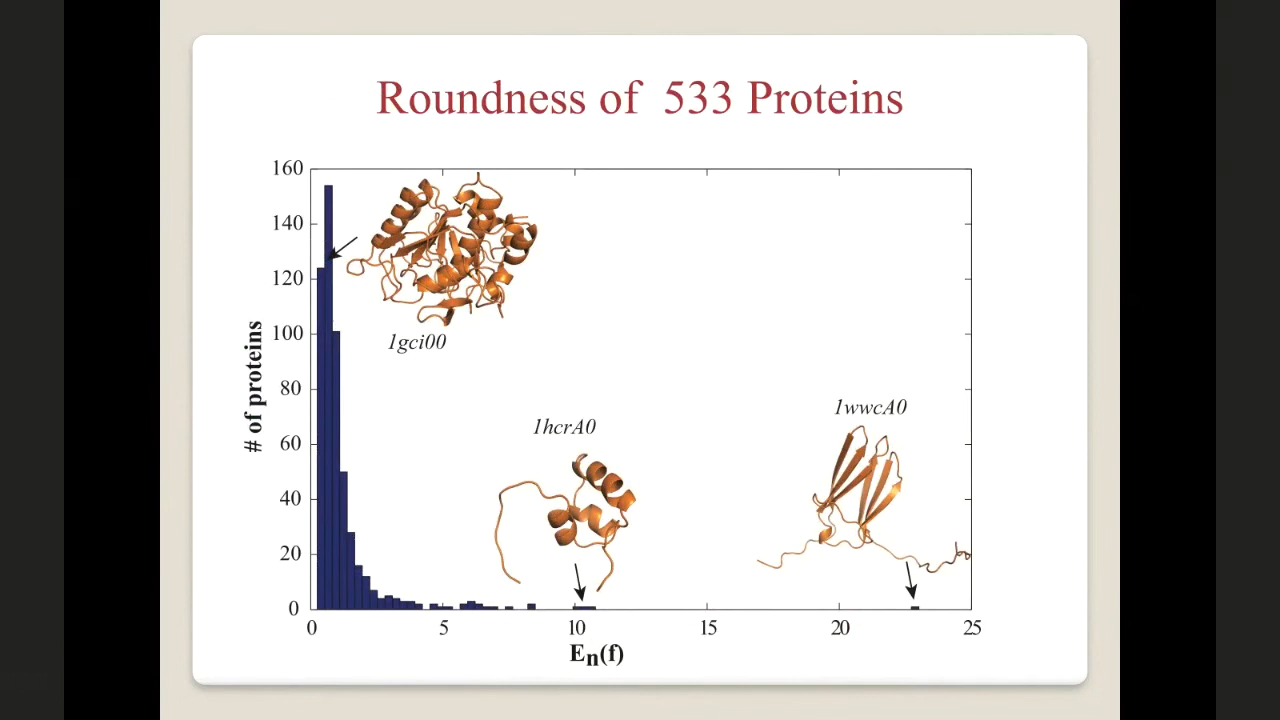 Roundness of 533 Proteins
160
140
120
100
80
60
40
20
0
# of proteins
1gci00
1hcrA0
1wwcA0
0 5 10 15 20 25
En(f)